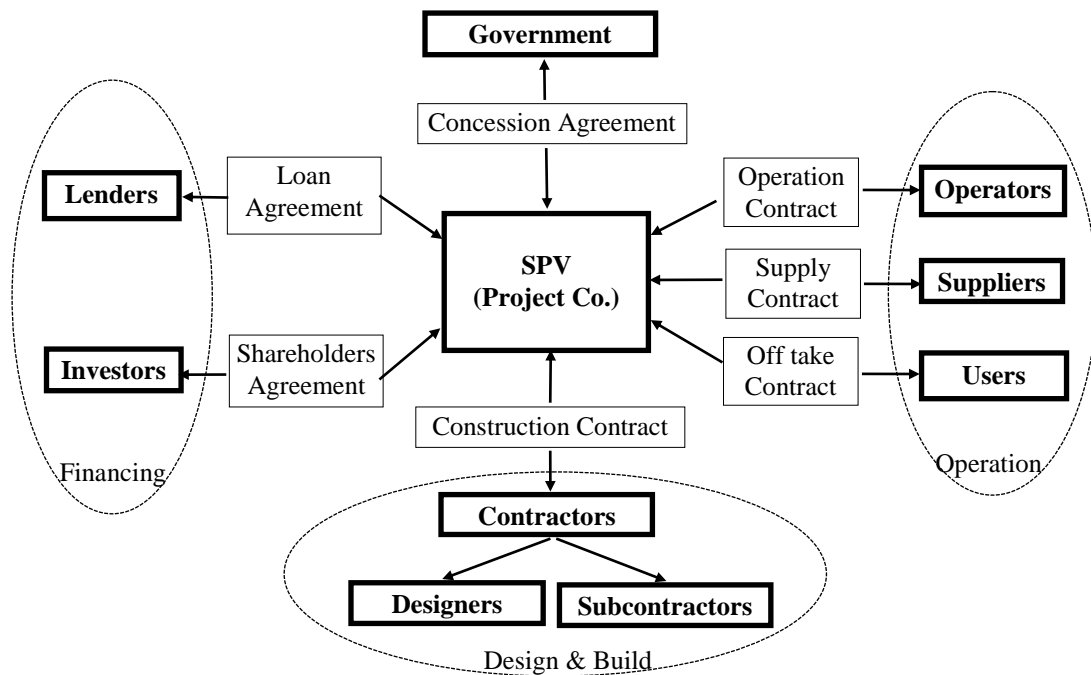 Government
Concession Agreement
Lenders
Loan
Agreement
Operation
Contract
Operators
SPV
(Project Co.)
Supply
Contract
Suppliers
Investors
Shareholders
Agreement
Off take
Contract
Users
Construction Contract
Financing
Operation
Contractors
Designers
Subcontractors
Design & Build